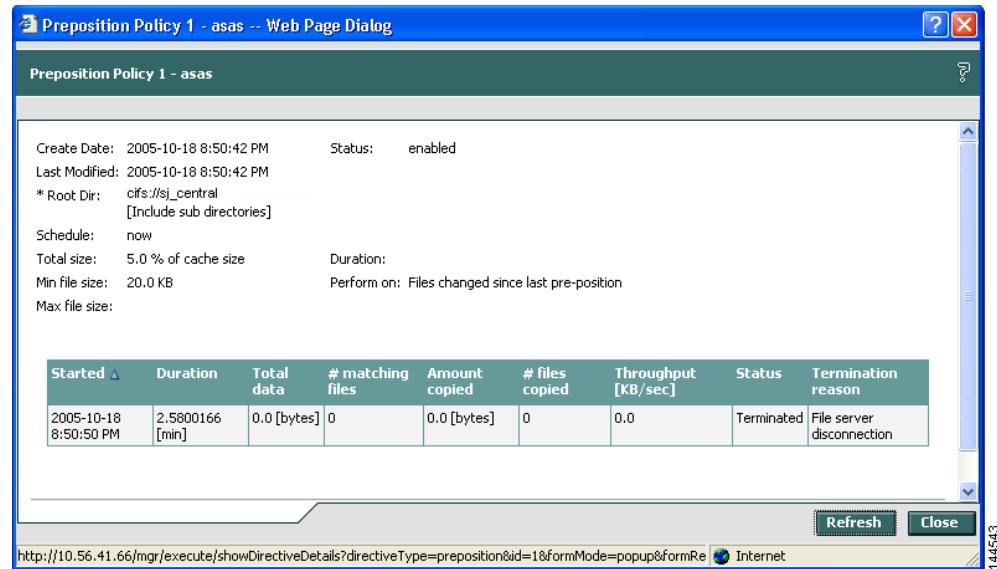 Preposition Policy 1 - asas -- Web Page Dialog
Preposition Policy 1 - asas
Create Date: 2005-10-18 8:50:42 PM Status: enabled
Last Modified: 2005-10-18 8:50:42 PM
* Root Dir: cifs://sj_central
[Include sub directories]
Schedule: now
Total size: 5.0 % of cache size Duration:
Min file size: 20.0 KB Perform on: Files changed since last pre-position
Max file size:
Started Duration Total data # matching files Amount copied # files copied Throughput [KB/sec] Status Termination reason
2005-10-18 8:50:50 PM 2.5800166 [min] 0.0 [bytes] 0 0.0 [bytes] 0 0.0 Terminated File server disconnection
Refresh Close
http://10.56.41.66/mgr/execute/showDirectiveDetails?directiveType=preposition&id=1&formMode=popup&formRe Internet
144543